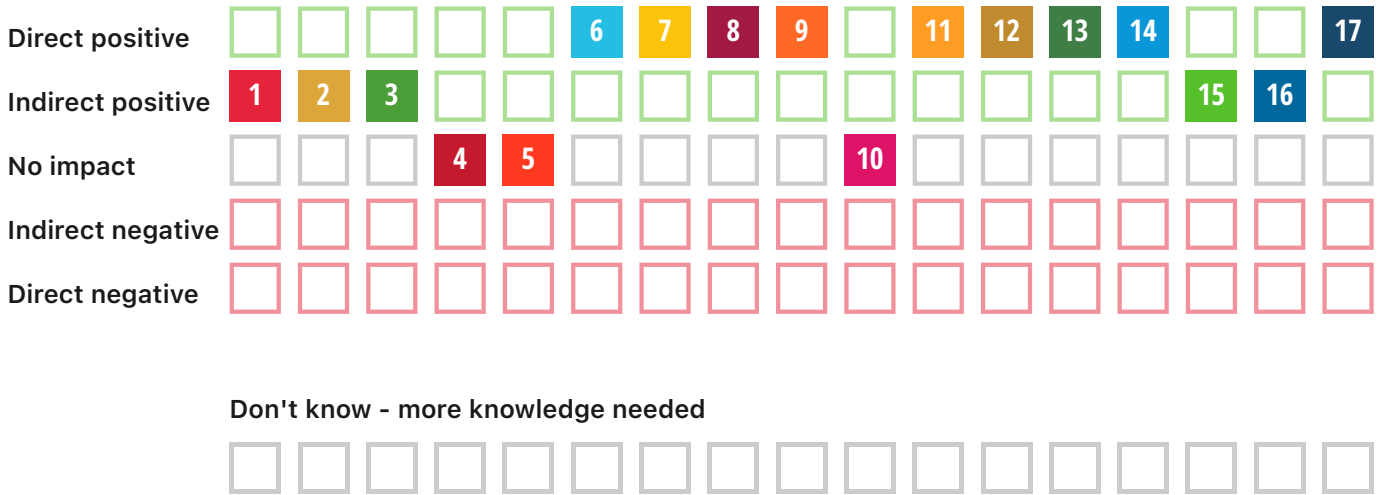 Direct positive 6 7 8 9 11 12 13 14 17
Indirect positive 1 2 3 15 16
No impact 4 5 10
Indirect negative
Direct negative
Don't know - more knowledge needed